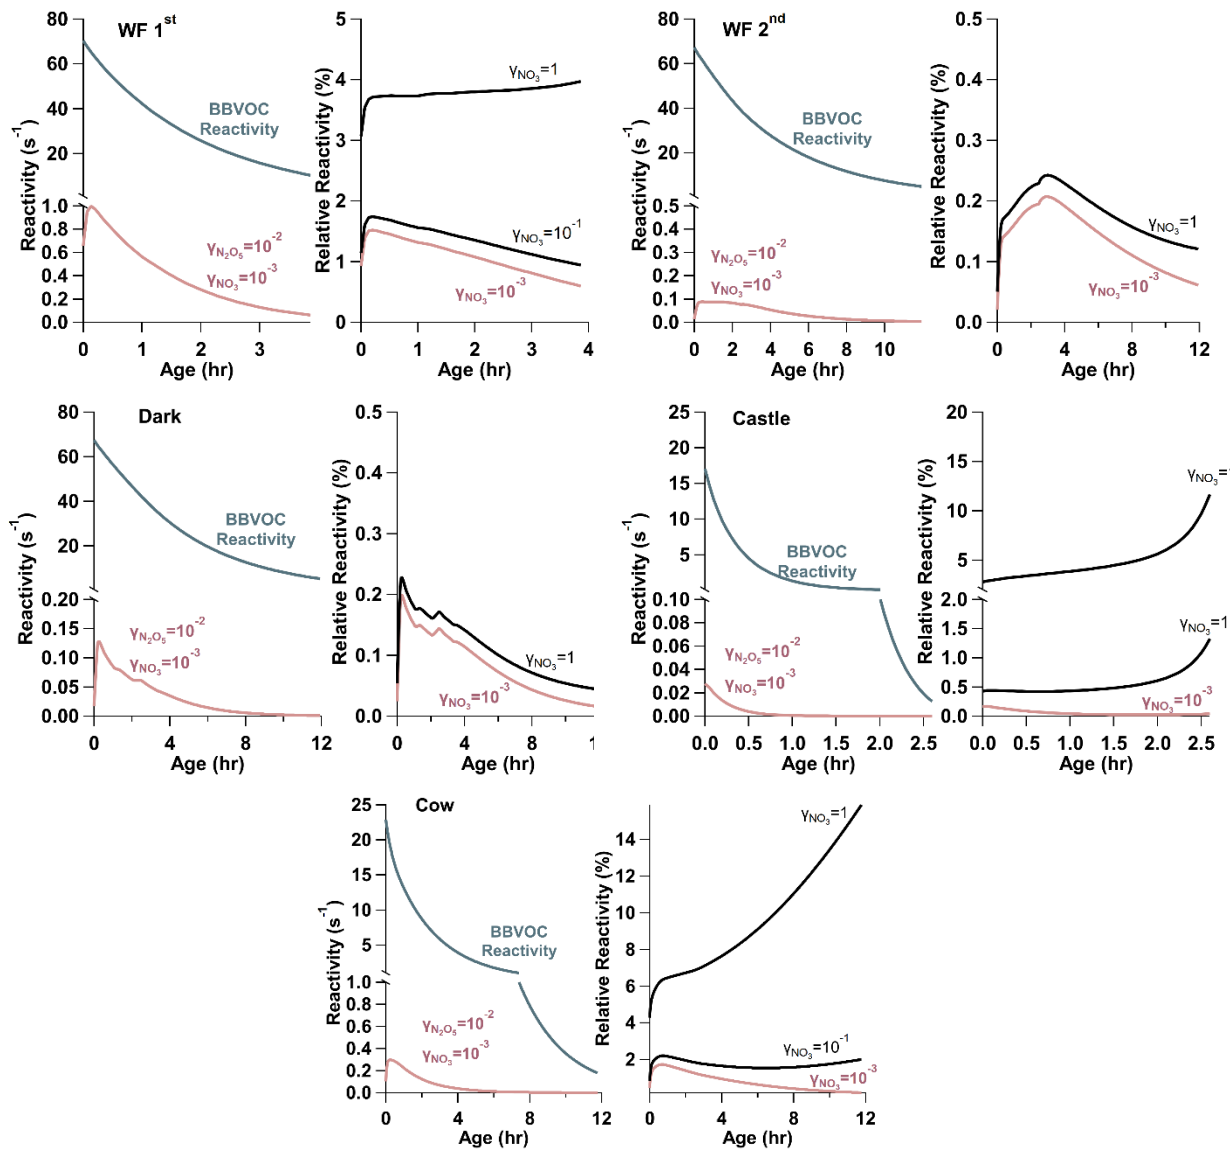 WF 1st
Reactivity (s-1)
80
60
40
20
1.0
0.8
0.6
0.4
0.2
0.0
BBVOC
Reactivity
γN2O5=10-2
γNO3=10-3
0 1 2 3
Age (hr)
Relative Reactivity (%)
5
4
3
2
1
0
γNO3=1
γNO3=10-1
γNO3=10-3
0 1 2 3 4
Age (hr)
WF 2nd
Reactivity (s-1)
80
60
40
20
0.5
0.4
0.3
0.2
0.1
0.0
BBVOC
Reactivity
γN2O5=10-2
γNO3=10-3
0 2 4 6 8 10
Age (hr)
Relative Reactivity (%)
0.5
0.4
0.3
0.2
0.1
0.0
γNO3=1
γNO3=10-3
0 4 8 12
Age (hr)
Dark
Reactivity (s-1)
80
60
40
20
0.20
0.15
0.10
0.05
0.00
BBVOC
Reactivity
γN2O5=10-2
γNO3=10-3
0 4 8 12
Age (hr)
Relative Reactivity (%)
0.5
0.4
0.3
0.2
0.1
0.0
γNO3=1
γNO3=10-3
0 4 8 1
Age (hr)
Castle
Reactivity (s-1)
25
20
15
10
5
0.10
0.08
0.06
0.04
0.02
0.00
BBVOC
Reactivity
γN2O5=10-2
γNO3=10-3
0.0 0.5 1.0 1.5 2.0 2.5
Age (hr)
Relative Reactivity (%)
20
15
10
5
2.0
1.5
1.0
0.5
0.0
γNO3=
γNO3=1
γNO3=10-3
0.0 0.5 1.0 1.5 2.0 2.5
Age (hr)
Cow
Reactivity (s-1)
25
20
15
10
5
1.0
0.8
0.6
0.4
0.2
0.0
BBVOC
Reactivity
γN2O5=10-2
γNO3=10-3
0 4 8 12
Age (hr)
Relative Reactivity (%)
14
12
10
8
6
4
2
γNO3=1
γNO3=10-1
γNO3=10-3
0 4 8 12
Age (hr)